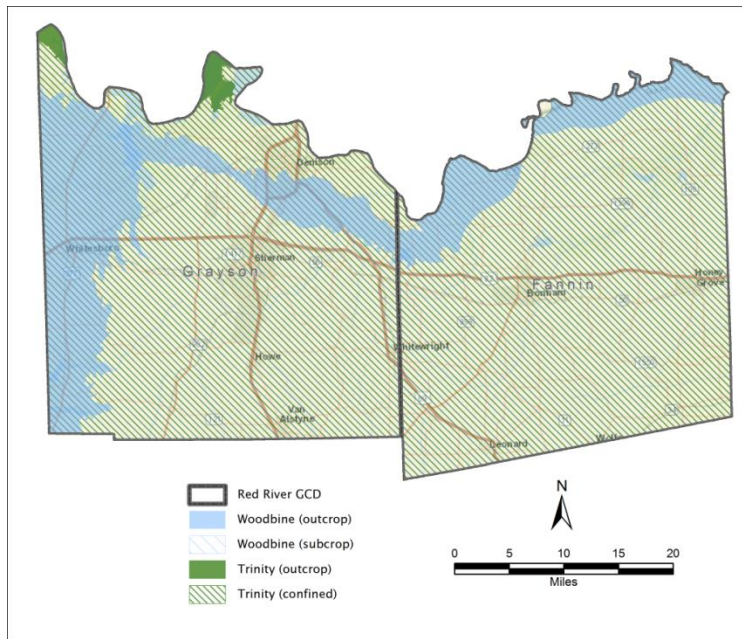 Denison
Whitesboro
Sherman
Grayson
Fannin
Bonham
Honey
Grove
Howe
Whitewright
Van
Alstyne
Leonard
N
Red River GCD
Woodbine (outcrop)
Woodbine (subcrop)
Trinity (outcrop)
Trinity (confined)
0 5 10 15 20
Miles